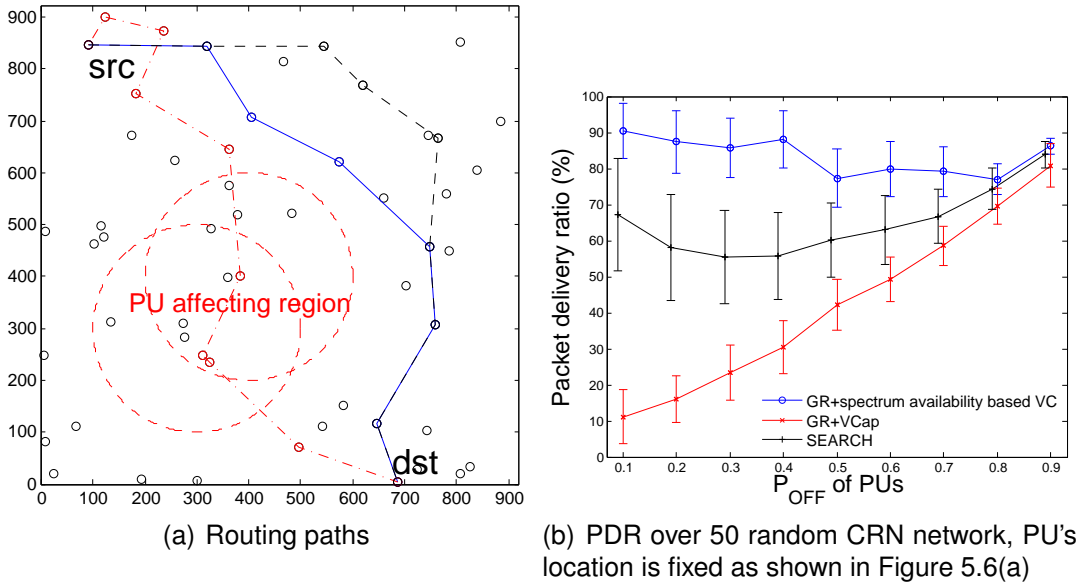 900
800
700
600
500
400
300
200
100
0
0 100 200 300 400 500 600 700 800 900
src
PU affecting region
dst
(a) Routing paths
Packet delivery ratio (%)
100
90
80
70
60
50
40
30
20
10
0
0.1 0.2 0.3 0.4 0.5 0.6 0.7 0.8 0.9
GR+spectrum availability based VC
GR+VCap
SEARCH
P_OFF of PUs
(b) PDR over 50 random CRN network, PU's
location is fixed as shown in Figure 5.6(a)